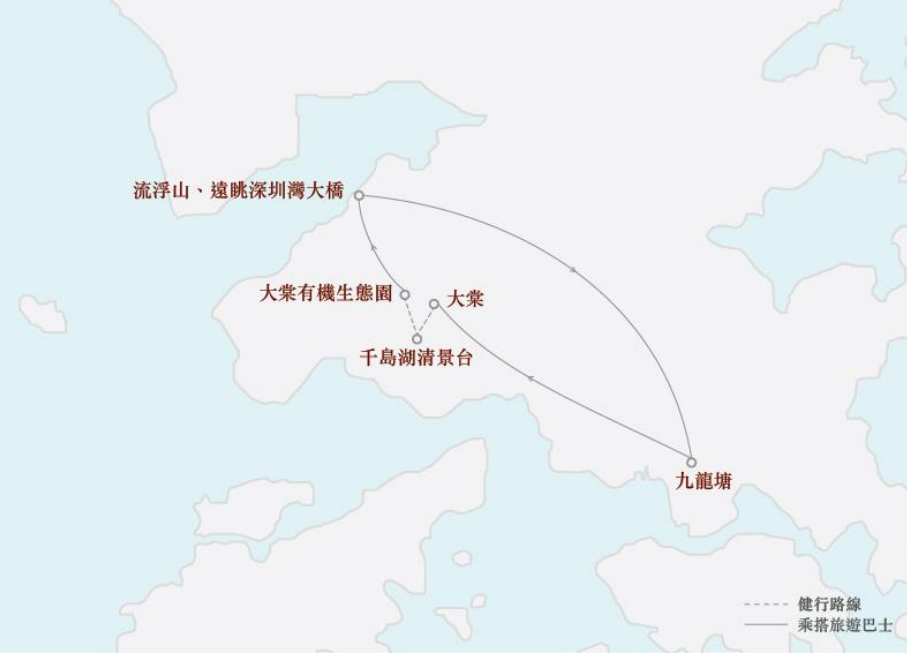 流浮山、遠眺深圳灣大橋
大棠有機生態園
大棠
千島湖清景台
九龍塘
健行路線
乘搭旅遊巴士